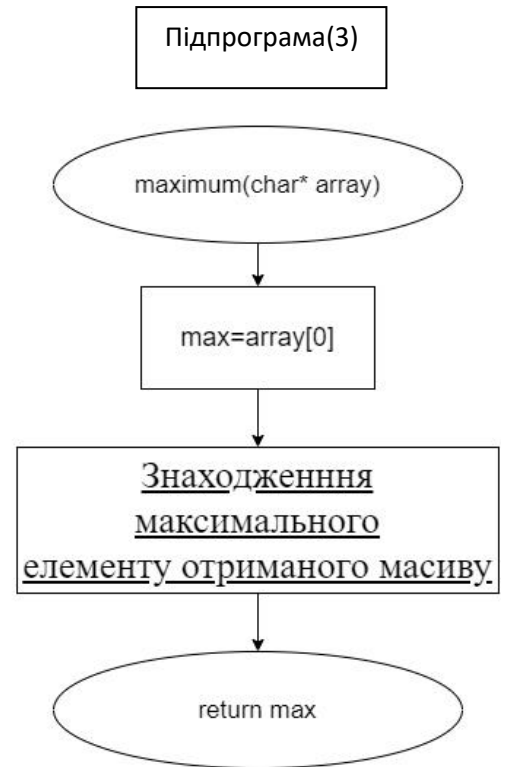 Підпрограма(3)
maximum(char* array)
max=array[0]
Знаходженння
максимального
елементу отриманого масиву
return max